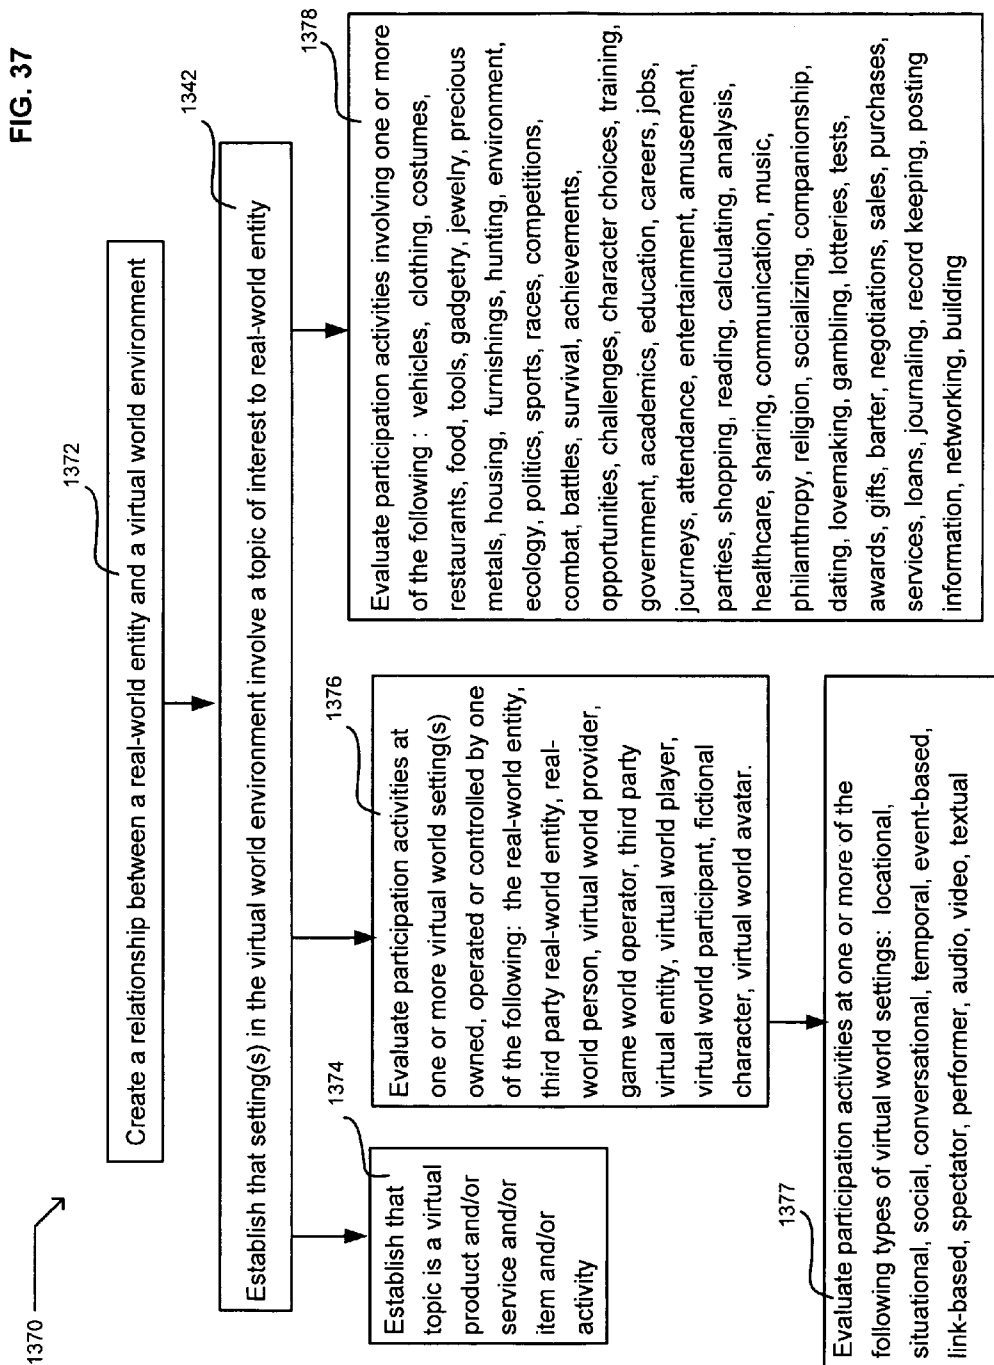 FIG. 37
1370
1372
Create a relationship between a real-world entity and a virtual world environment
1342
Establish that setting(s) in the virtual world environment involve a topic of interest to real-world entity
1374
Establish that
topic is a virtual
product and/or
service and/or
item and/or
activity
1376
Evaluate participation activities at
one or more virtual world setting(s)
owned, operated or controlled by one
of the following: the real-world entity,
third party real-world entity, real-
world person, virtual world provider,
game world operator, third party
virtual entity, virtual world player,
virtual world participant, fictional
character, virtual world avatar.
1377
Evaluate participation activities at one or more of the
following types of virtual world settings: locational,
situational, social, conversational, temporal, event-based,
link-based, spectator, performer, audio, video, textual
1378
Evaluate participation activities involving one or more
of the following : vehicles, clothing, costumes,
restaurants, food, tools, gadgetry, jewelry, precious
metals, housing, furnishings, hunting, environment,
ecology, politics, sports, races, competitions,
combat, battles, survival, achievements,
opportunities, challenges, character choices, training,
government, academics, education, careers, jobs,
journeys, attendance, entertainment, amusement,
parties, shopping, reading, calculating, analysis,
healthcare, sharing, communication, music,
philanthropy, religion, socializing, companionship,
dating, lovemaking, gambling, lotteries, tests,
awards, gifts, barter, negotiations, sales, purchases,
services, loans, journaling, record keeping, posting
information, networking, building